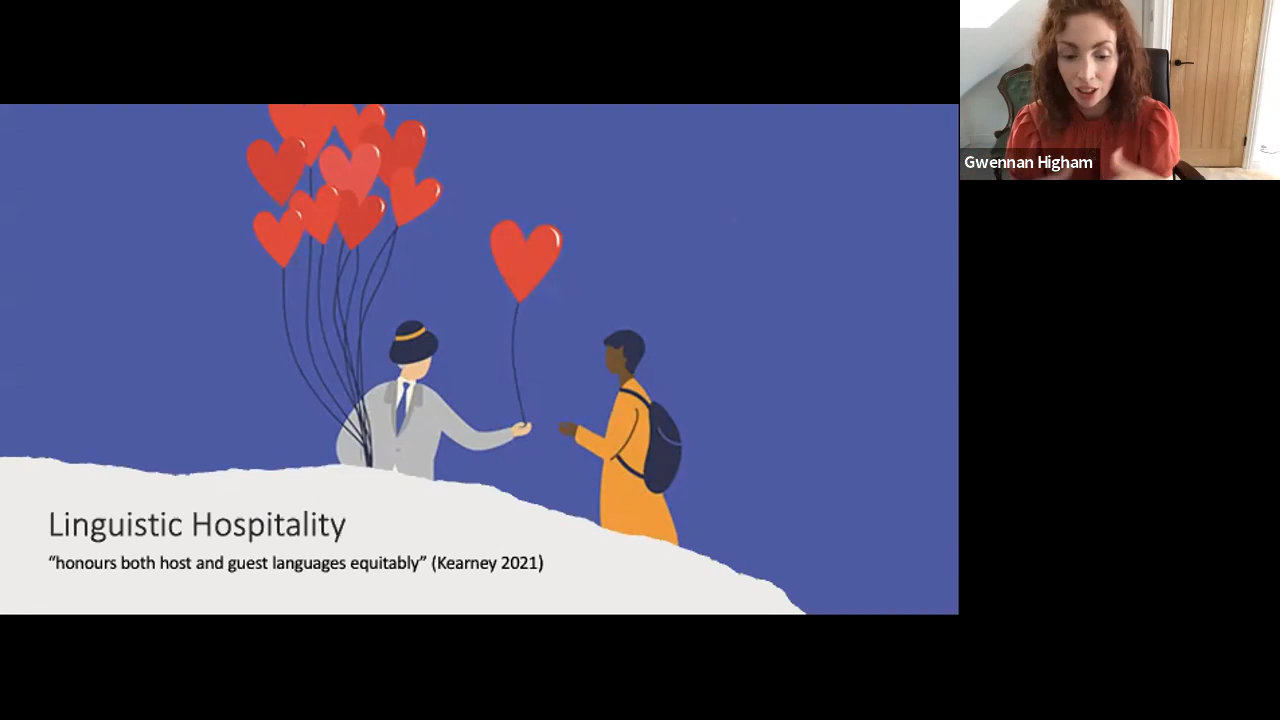 Gwennan Higham
Linguistic Hospitality
“honours both host and guest languages equitably” (Kearney 2021)